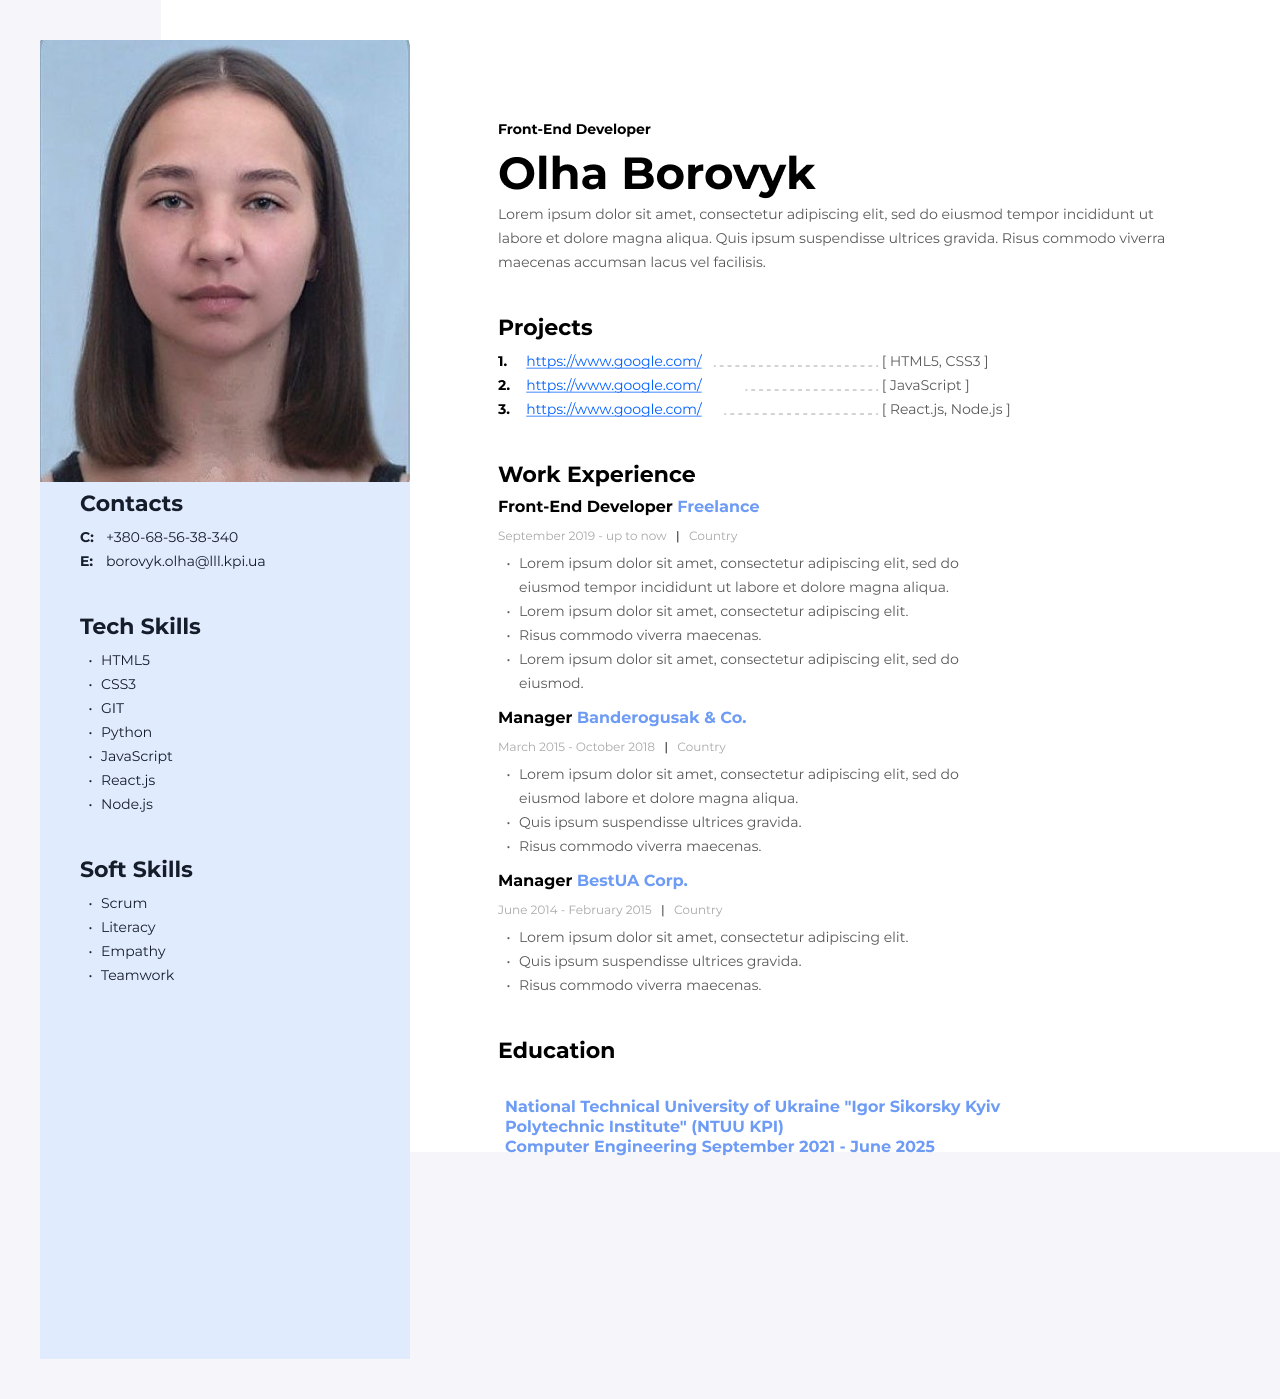 Front-End Developer
Olha Borovyk
Lorem ipsum dolor sit amet, consectetur adipiscing elit, sed do eiusmod tempor incididunt ut
labore et dolore magna aliqua. Quis ipsum suspendisse ultrices gravida. Risus commodo viverra
maecenas accumsan lacus vel facilisis.
Projects
1. https://www.google.com/ [ HTML5, CSS3 ]
2. https://www.google.com/ [ JavaScript ]
3. https://www.google.com/ [ React.js, Node.js ]
Work Experience
Front-End Developer Freelance
September 2019 - up to now | Country
• Lorem ipsum dolor sit amet, consectetur adipiscing elit, sed do
eiusmod tempor incididunt ut labore et dolore magna aliqua.
• Lorem ipsum dolor sit amet, consectetur adipiscing elit.
• Risus commodo viverra maecenas.
• Lorem ipsum dolor sit amet, consectetur adipiscing elit, sed do
eiusmod.
Manager Banderogusak & Co.
March 2015 - October 2018 | Country
• Lorem ipsum dolor sit amet, consectetur adipiscing elit, sed do
eiusmod labore et dolore magna aliqua.
• Quis ipsum suspendisse ultrices gravida.
• Risus commodo viverra maecenas.
Manager BestUA Corp.
June 2014 - February 2015 | Country
• Lorem ipsum dolor sit amet, consectetur adipiscing elit.
• Quis ipsum suspendisse ultrices gravida.
• Risus commodo viverra maecenas.
Education
National Technical University of Ukraine "Igor Sikorsky Kyiv
Polytechnic Institute" (NTUU KPI)
Computer Engineering September 2021 - June 2025
Contacts
C: +380-68-56-38-340
E: borovyk.olha@lll.kpi.ua
Tech Skills
• HTML5
• CSS3
• GIT
• Python
• JavaScript
• React.js
• Node.js
Soft Skills
• Scrum
• Literacy
• Empathy
• Teamwork